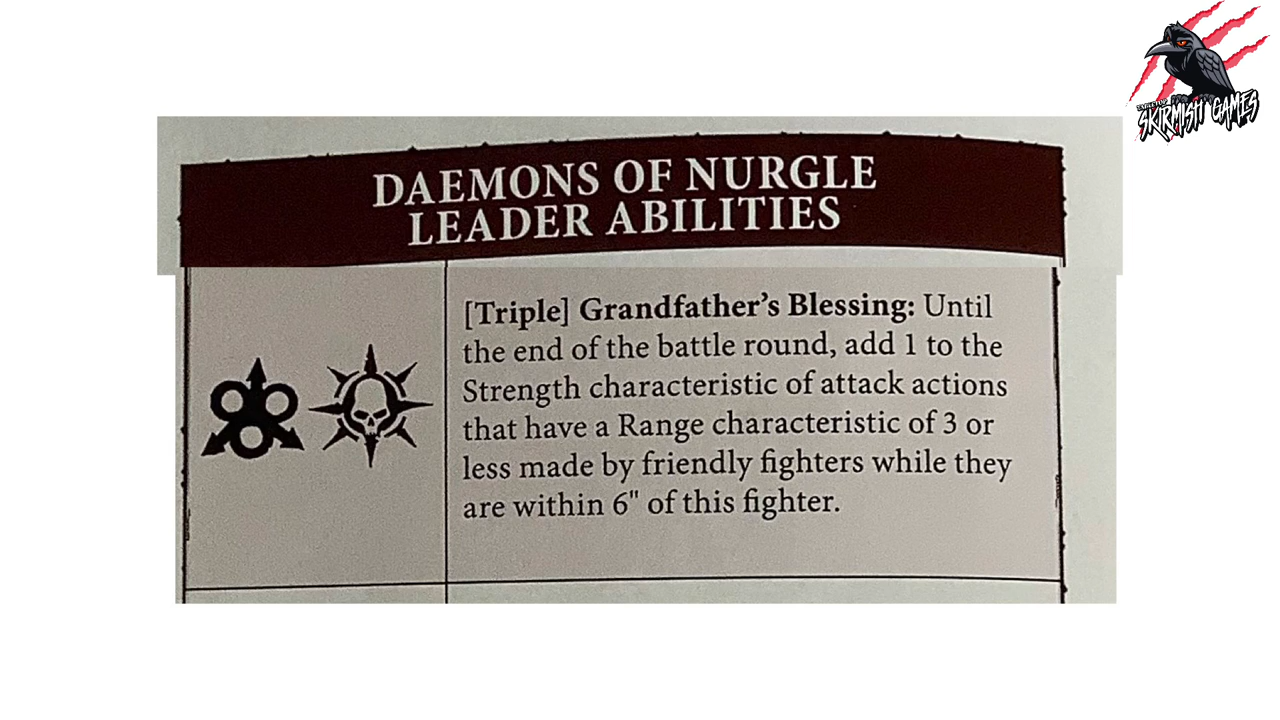 TABLETOP
SKIRMISH GAMES
DAEMONS OF NURGLE
LEADER ABILITIES
[Triple] Grandfather's Blessing: Until
the end of the battle round, add 1 to the
Strength characteristic of attack actions
that have a Range characteristic of 3 or
less made by friendly fighters while they
are within 6" of this fighter.